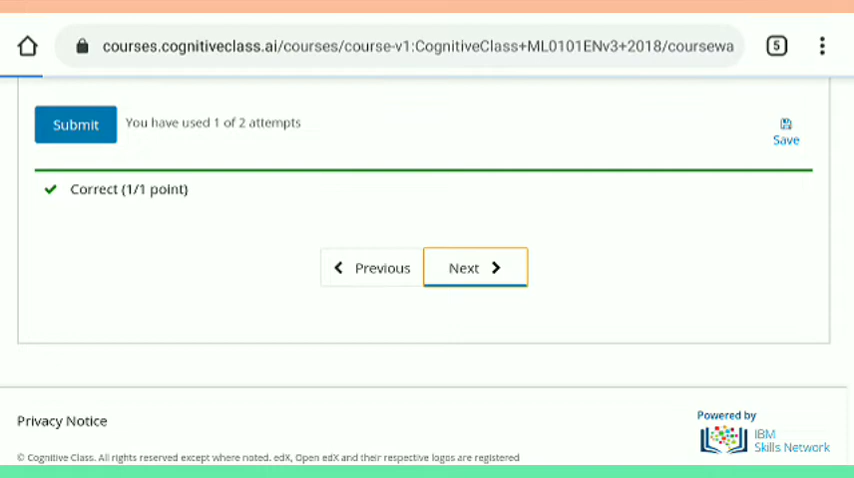 courses.cognitiveclass.ai/courses/course-v1:CognitiveClass+ML0101ENv3+2018/coursewa
5
Submit
You have used 1 of 2 attempts
Save
Correct (1/1 point)
Previous
Next
Privacy Notice
Powered by
IBM
Skills Network
© Cognitive Class. All rights reserved except where noted. edX, Open edX and their respective logos are registered